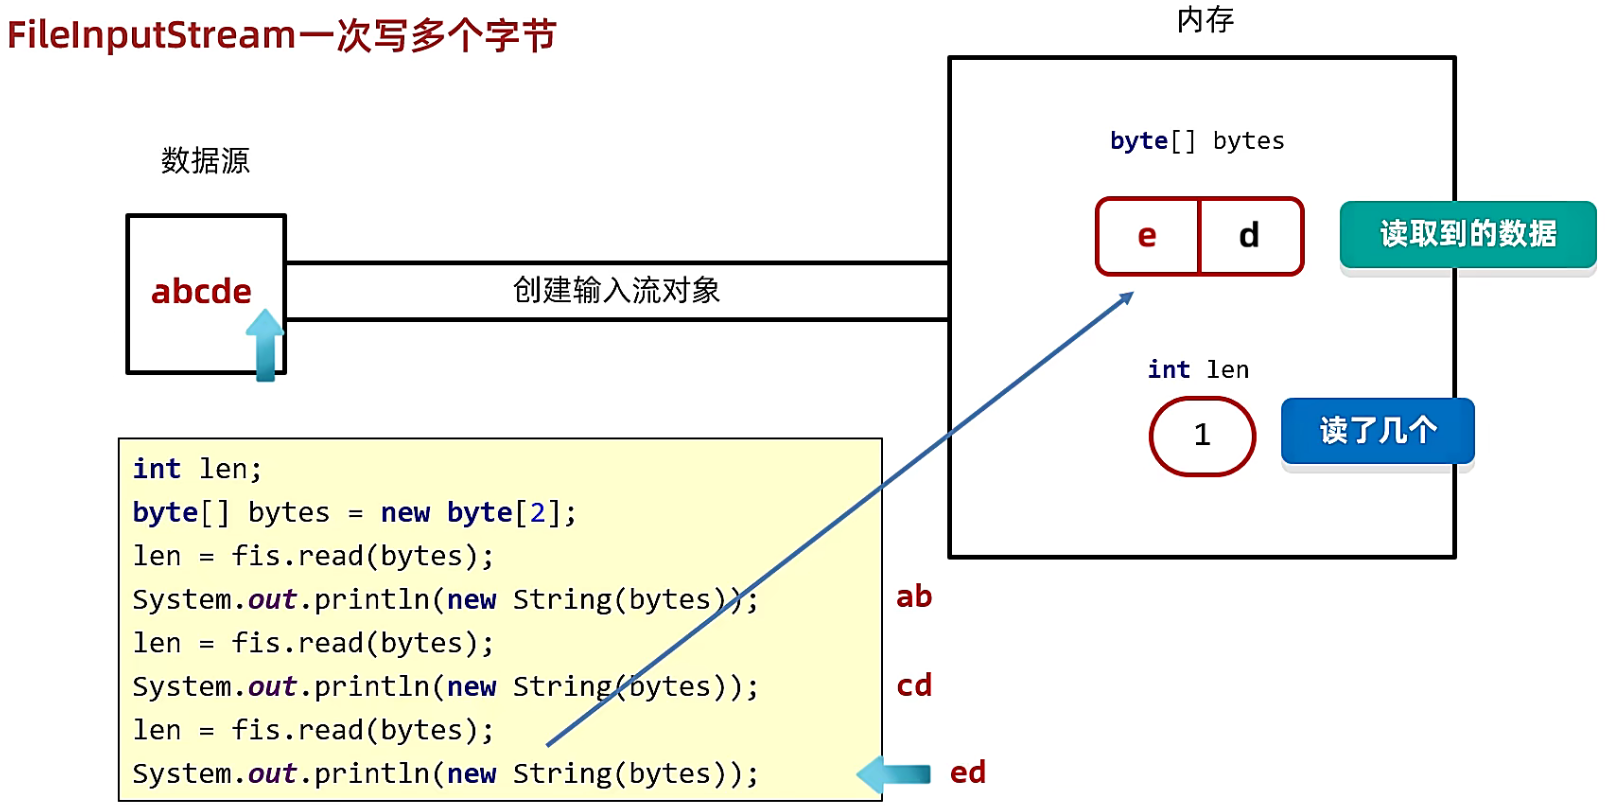 FileInputStream一次写多个字节
内存
数据源
byte[] bytes
e d
读取到的数据
abcde
创建输入流对象
int len
1
读了几个
int len;
byte[] bytes = new byte[2];
len = fis.read(bytes);
System.out.println(new String(bytes));
ab
len = fis.read(bytes);
System.out.println(new String(bytes));
cd
len = fis.read(bytes);
System.out.println(new String(bytes));
ed